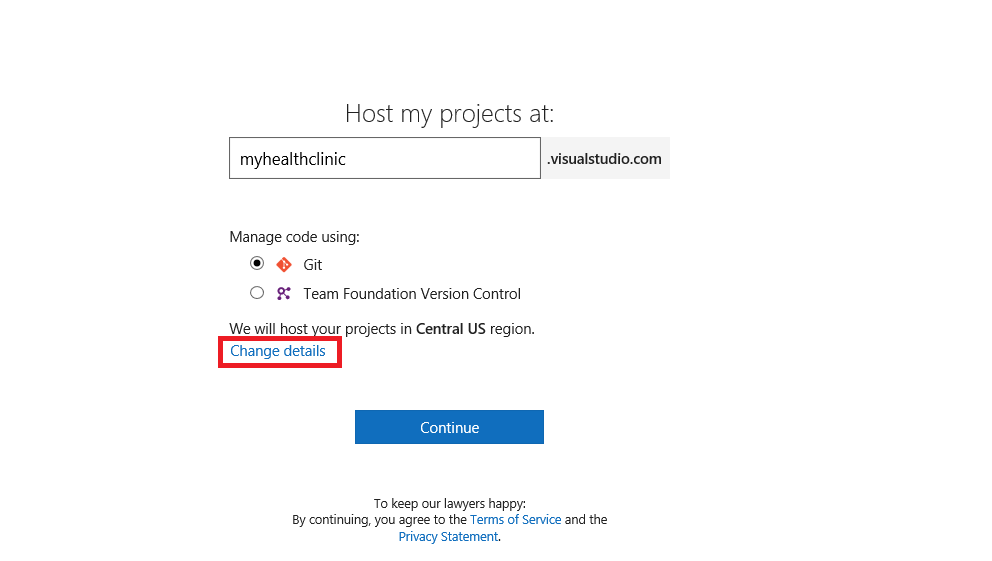 Host my projects at:
myhealthclinic .visualstudio.com
Manage code using:
Git
Team Foundation Version Control
We will host your projects in Central US region.
Change details
Continue
To keep our lawyers happy:
By continuing, you agree to the Terms of Service and the
Privacy Statement.